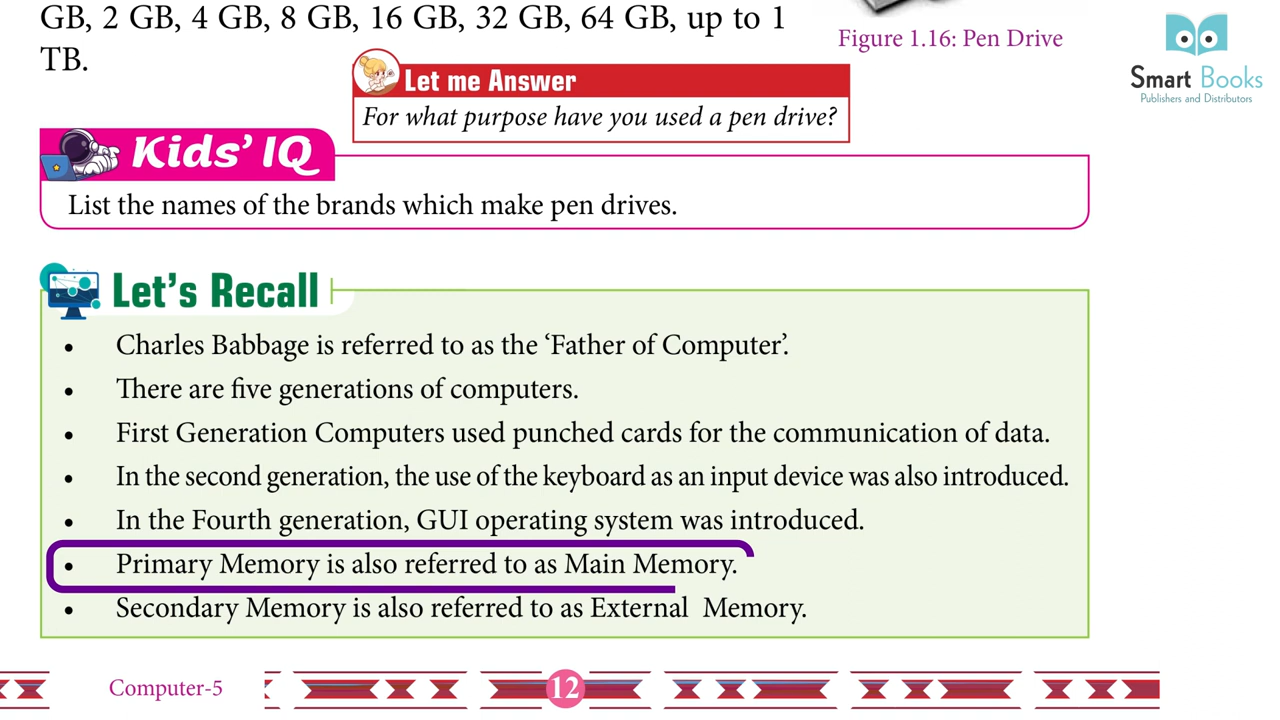 GB, 2 GB, 4 GB, 8 GB, 16 GB, 32 GB, 64 GB, up to 1
TB.
Figure 1.16: Pen Drive
Smart Books
Publishers and Distributors
Let me Answer
For what purpose have you used a pen drive?
Kids' IQ
List the names of the brands which make pen drives.
Let's Recall
• Charles Babbage is referred to as the ‘Father of Computer’.
• There are five generations of computers.
• First Generation Computers used punched cards for the communication of data.
• In the second generation, the use of the keyboard as an input device was also introduced.
• In the Fourth generation, GUI operating system was introduced.
• Primary Memory is also referred to as Main Memory.
• Secondary Memory is also referred to as External Memory.
Computer-5
12